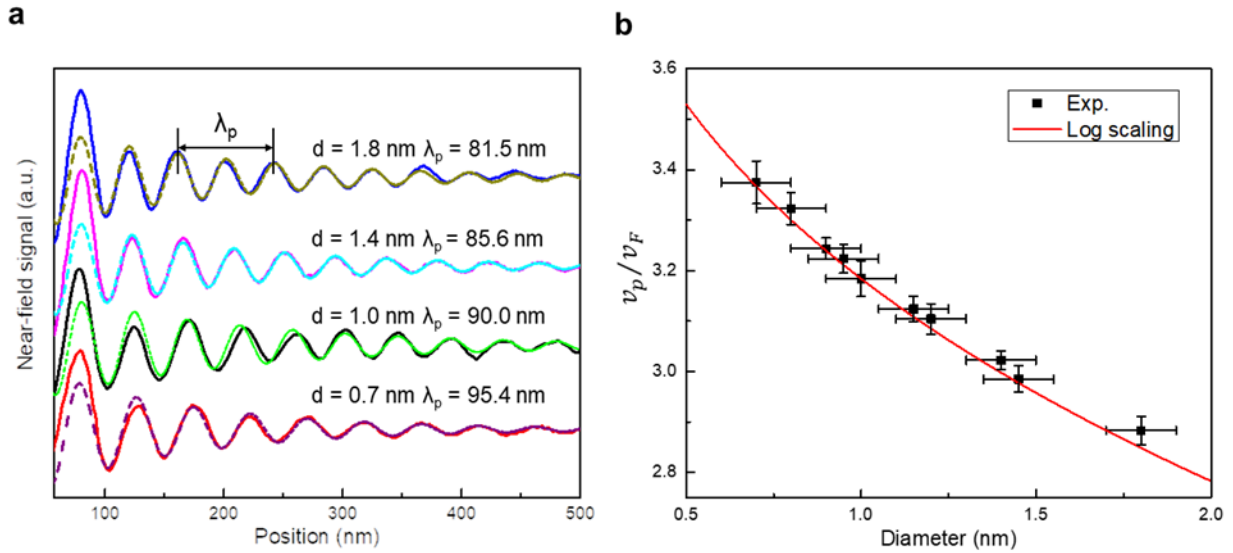 a
Near-field signal (a.u.)
λp
d = 1.8 nm λp = 81.5 nm
d = 1.4 nm λp = 85.6 nm
d = 1.0 nm λp = 90.0 nm
d = 0.7 nm λp = 95.4 nm
100 200 300 400 500
Position (nm)
b
vp/vF
3.6
3.4
3.2
3.0
2.8
Exp.
Log scaling
0.5 1.0 1.5 2.0
Diameter (nm)